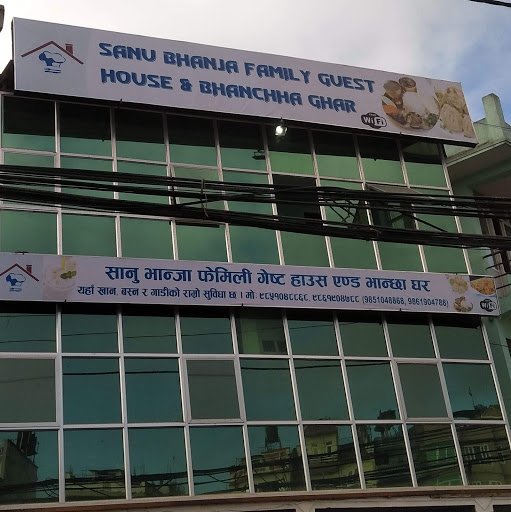 SANU BHANJA FAMILY GUEST
HOUSE & BHANCHHA GHAR
WiFi
सानु भान्जा फेमिली गेष्ट हाउस एण्ड भान्छा घर
यहाँ खान, बस्न र गाडीको राम्रो सुविधा छ । मो. ९८५१०४८८६८, ९८६१९०४७८८ (9851048868, 9861904788)
WiFi